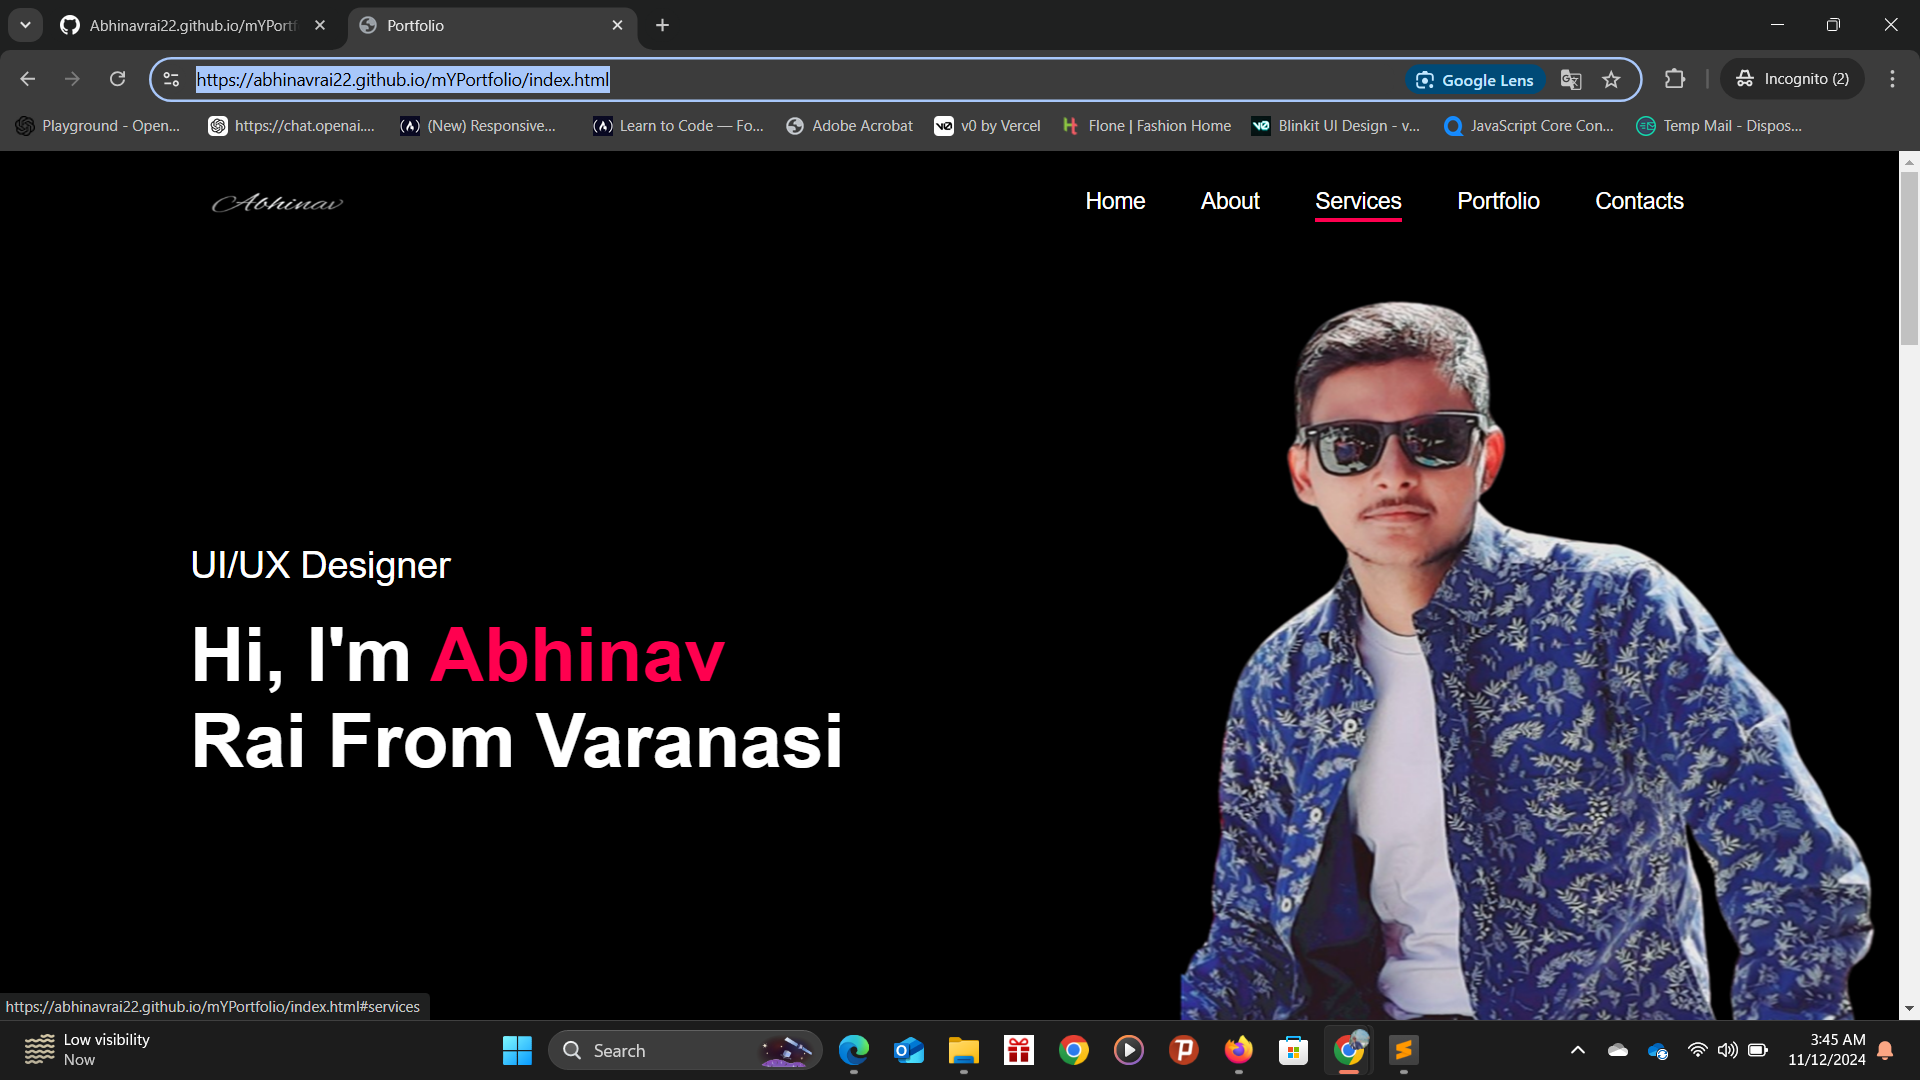 Abhinavrai22.github.io/mYPortf
Portfolio
https://abhinavrai22.github.io/mYPortfolio/index.html
Google Lens
Incognito (2)
Playground - Open...
https://chat.openai....
(New) Responsive...
Learn to Code — Fo...
Adobe Acrobat
v0 by Vercel
Flone | Fashion Home
Blinkit UI Design - v...
JavaScript Core Con...
Temp Mail - Dispos...
Abhinav
Home
About
Services
Portfolio
Contacts
UI/UX Designer
Hi, I'm Abhinav
Rai From Varanasi
https://abhinavrai22.github.io/mYPortfolio/index.html#services
Low visibility
Now
Search
3:45 AM
11/12/2024